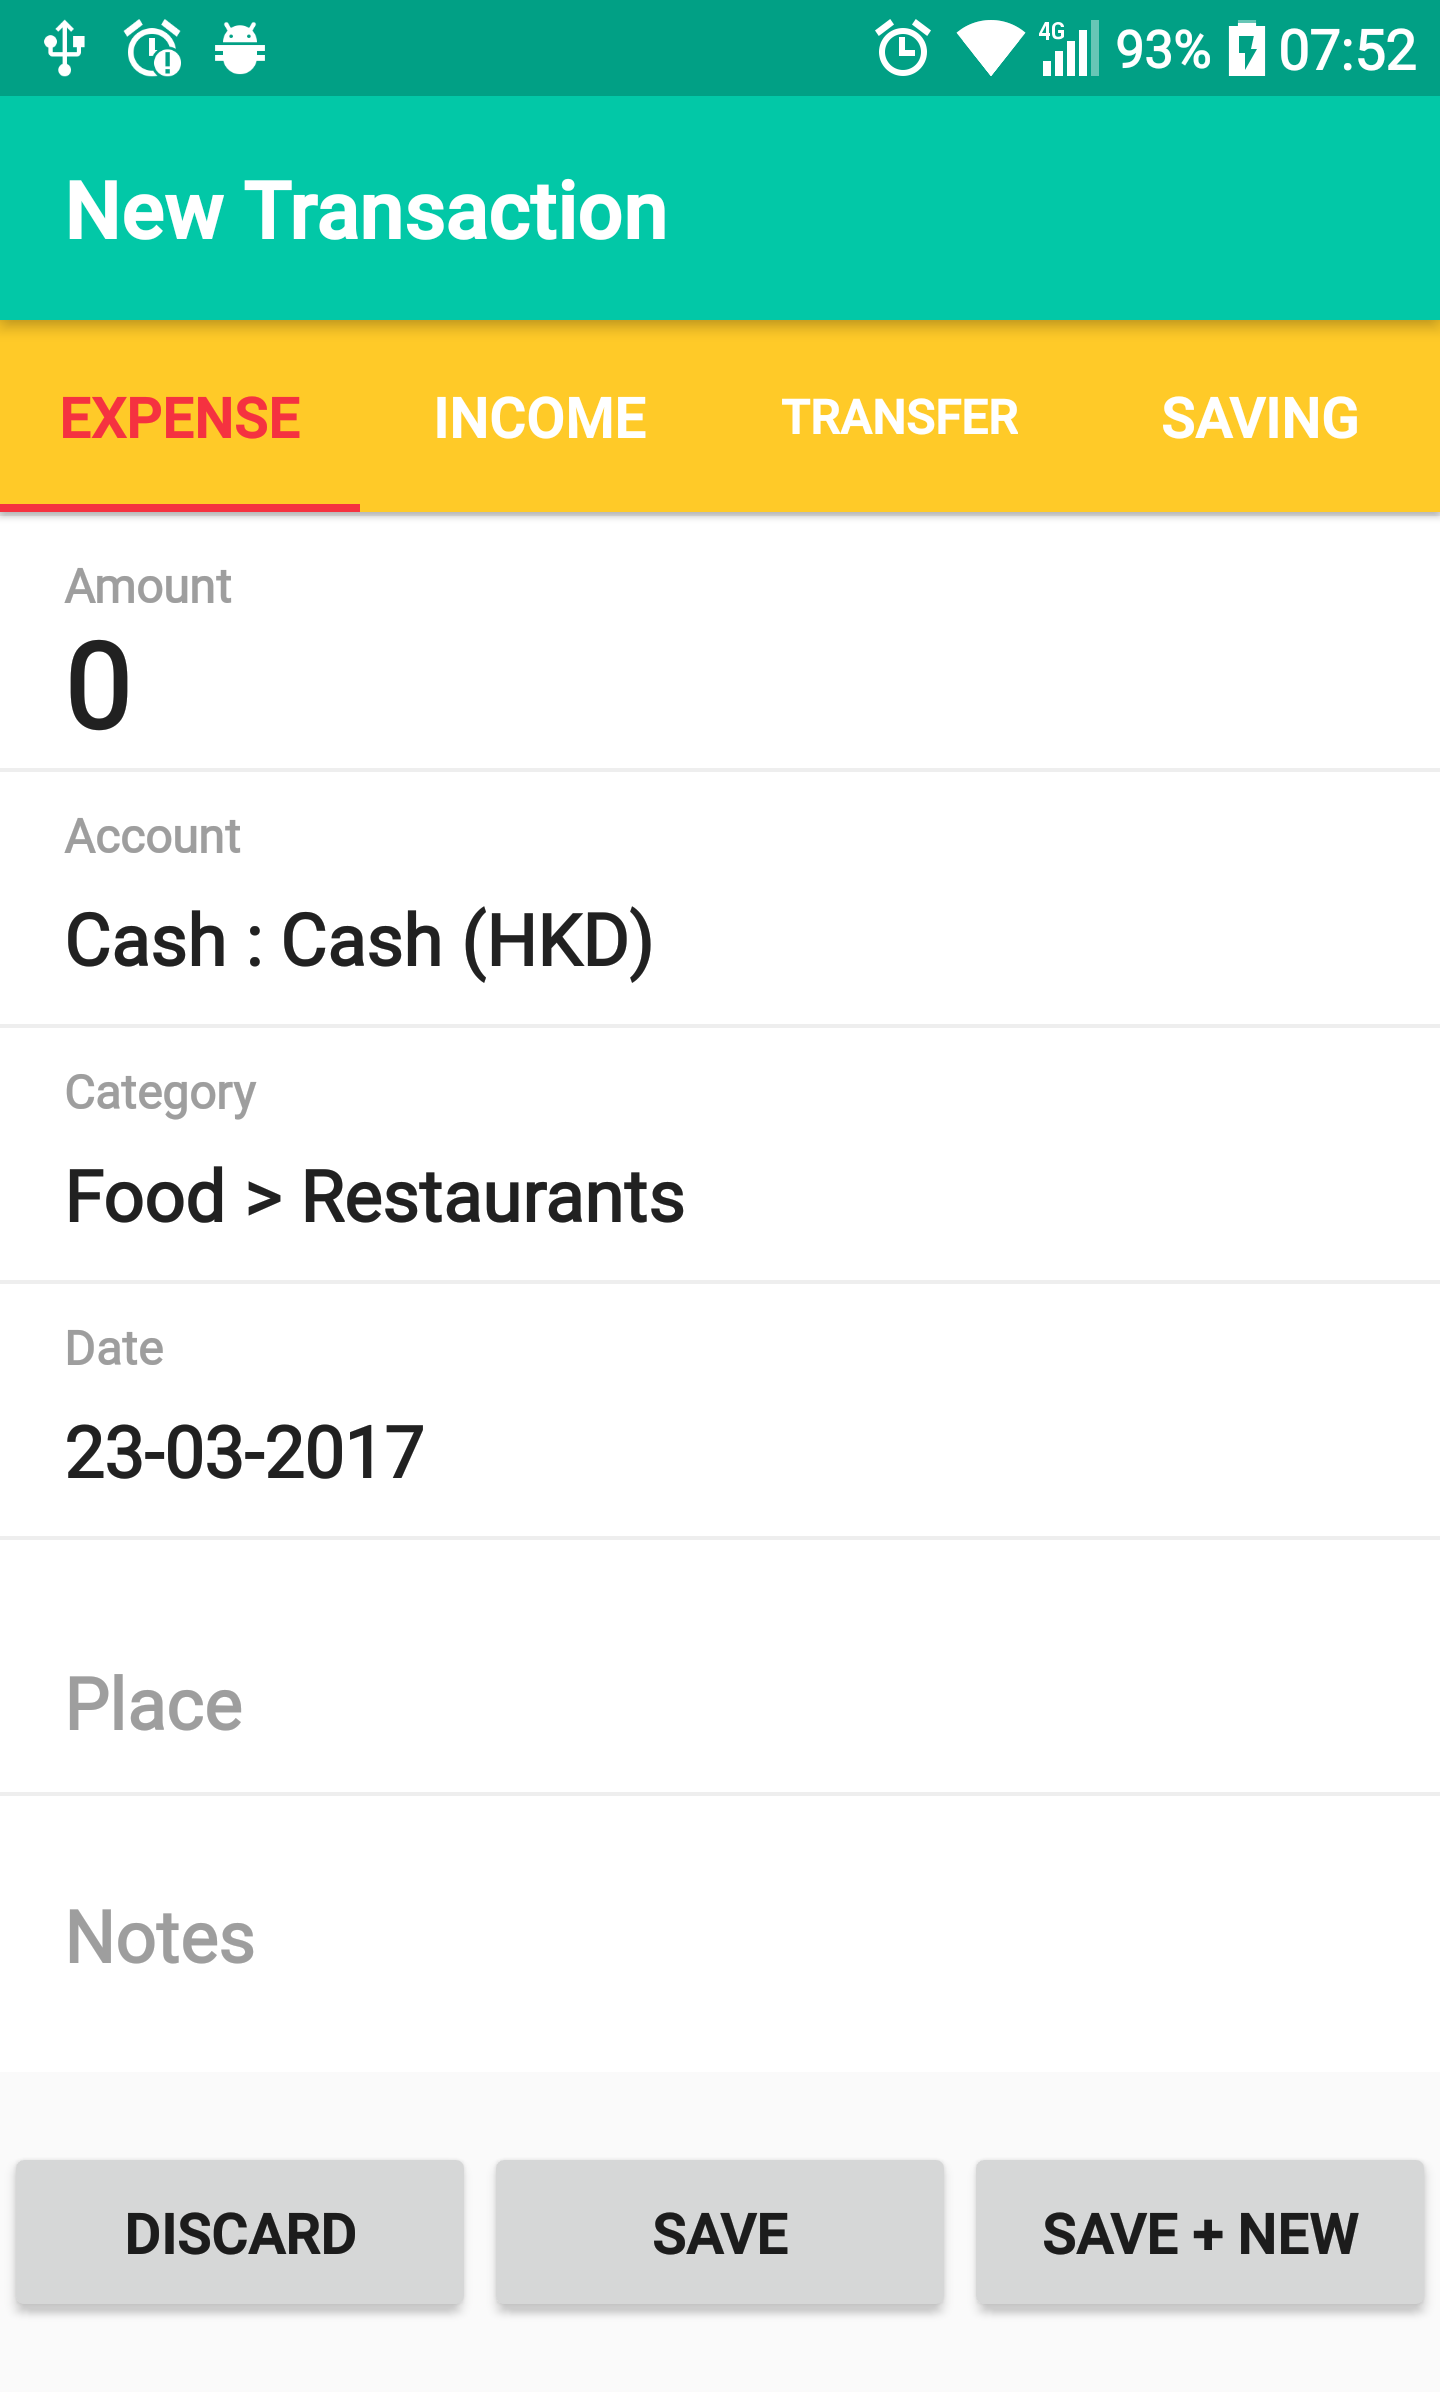 4G 93% 07:52
New Transaction
EXPENSE INCOME TRANSFER SAVING
Amount
0
Account
Cash : Cash (HKD)
Category
Food > Restaurants
Date
23-03-2017
Place
Notes
DISCARD SAVE SAVE + NEW